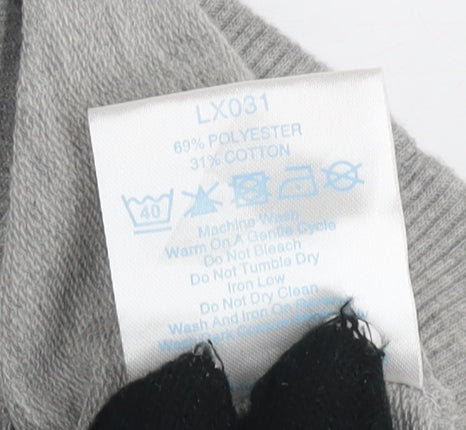 LX031
69% POLYESTER
31% COTTON
40
Machine Wash
Warm On A Gentle Cycle
Do Not Bleach
Do Not Tumble Dry
Iron Low
Do Not Dry Clean
Wash And Iron On